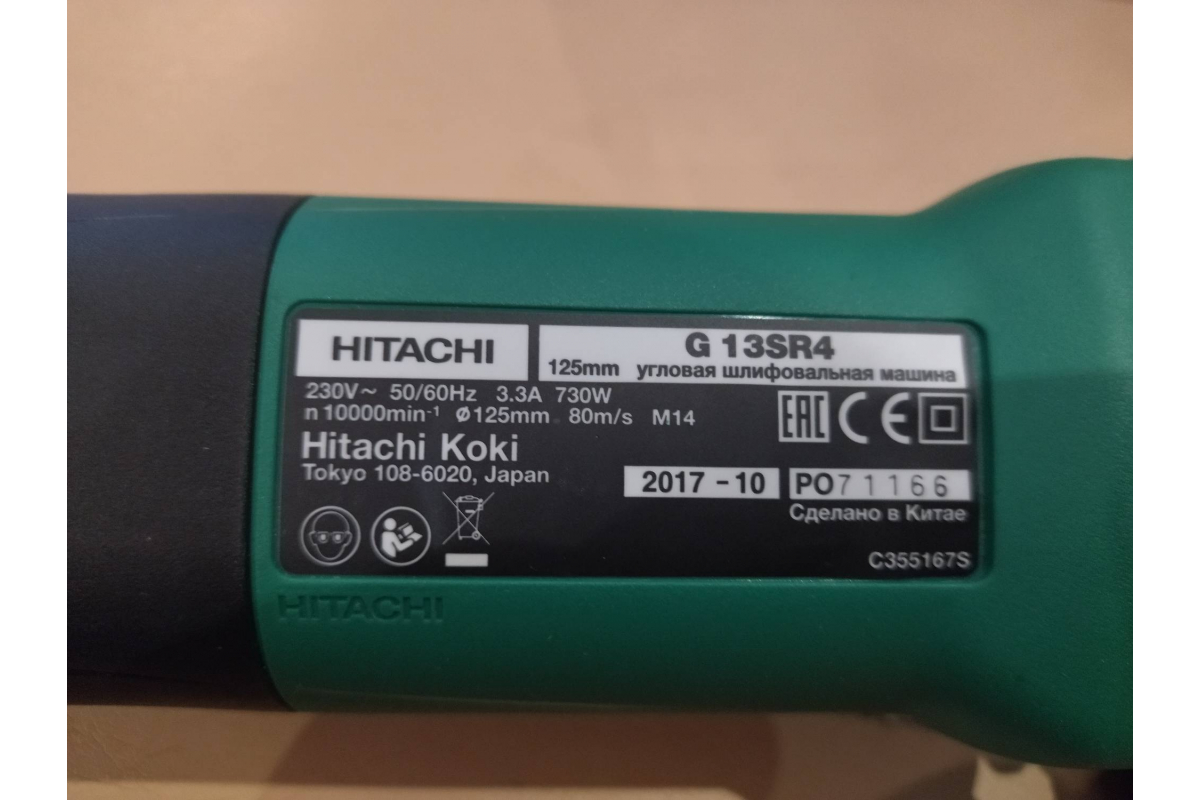 HITACHI
G 13SR4
125mm угловая шлифовальная машина
230V~ 50/60Hz 3.3A 730W
n 10000min⁻¹ Ø125mm 80m/s M14
EAC CE
Hitachi Koki
Tokyo 108-6020, Japan
2017-10 PO71166
Сделано в Китае
C355167S
HITACHI